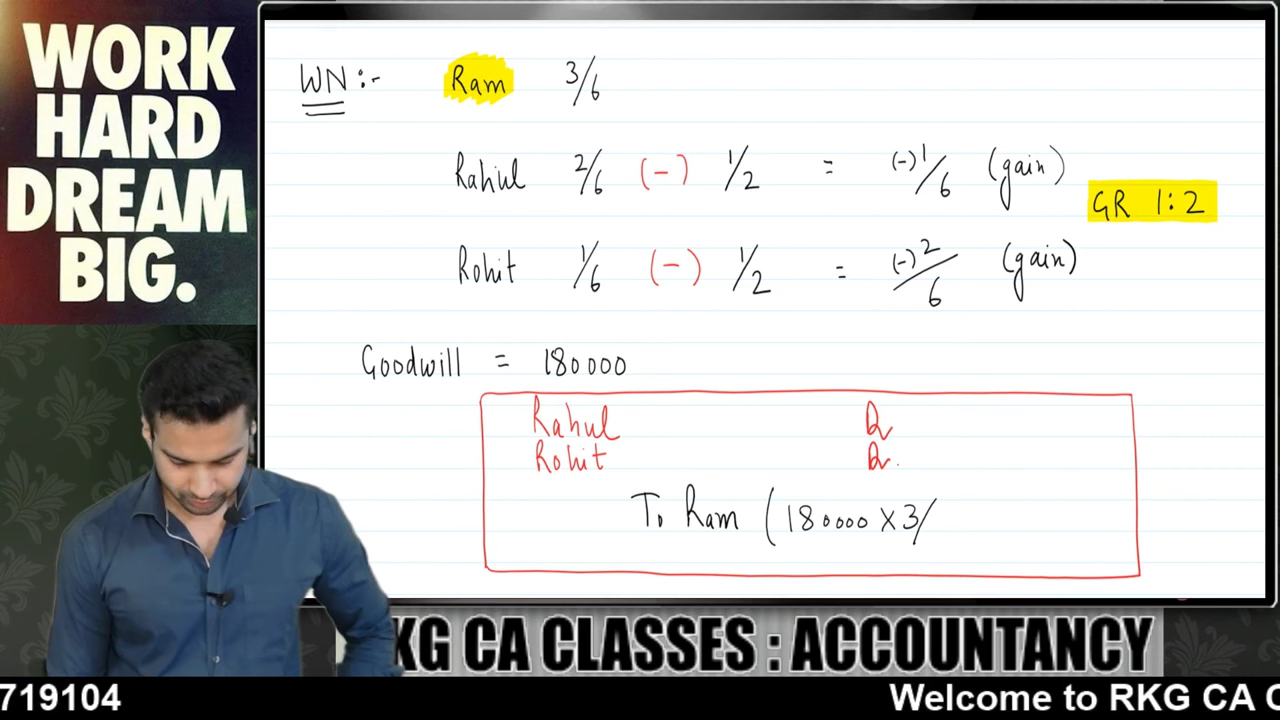 WORK
HARD
DREAM
BIG.
WN :-
Ram 3/6
Rahul 2/6 (-) 1/2 = (-) 1/6 (gain)
GR 1:2
Rohit 1/6 (-) 1/2 = (-) 2/6 (gain)
Goodwill = 180000
Rahul Dr
Rohit Dr.
To Ram (180000 X 3/
KG CA CLASSES : ACCOUNTANCY
719104
Welcome to RKG CA C